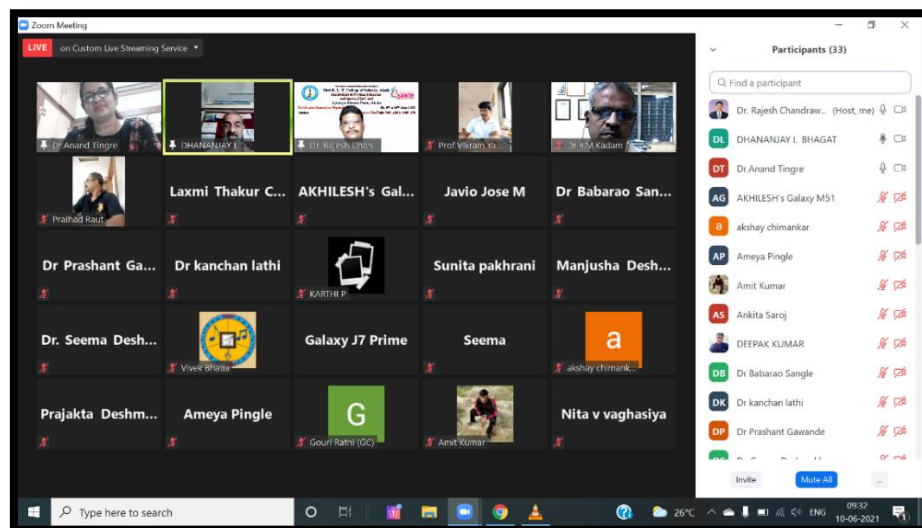 Zoom Meeting
LIVE on Custom Live Streaming Service
Participants (33)
Find a participant
Dr.Anand Tingre
DHANANJAY L
Dr. Rajesh Chan...
Prof.Vikram Ya...
Dr.R.M Kadam
Pralhad Raut
Laxmi Thakur C...
AKHILESH's Gal...
Javio Jose M
Dr Babarao San...
Dr Prashant Ga...
Dr kanchan lathi
KARTHI P
Sunita pakhrani
Manjusha Desh...
Dr. Seema Desh...
Vivek Bhatia
Galaxy J7 Prime
Seema
a
akshay chimank...
Prajakta Deshm...
Ameya Pingle
G
Gouri Rathi (GC)
Amit Kumar
Nita v vaghasiya
Dr. Rajesh Chandraw... (Host, me)
DL DHANANJAY L BHAGAT
DT Dr.Anand Tingre
AG AKHILESH's Galaxy M51
a akshay chimankar
AP Ameya Pingle
Amit Kumar
AS Ankita Saroj
DEEPAK KUMAR
DB Dr Babarao Sangle
DK Dr kanchan lathi
DP Dr Prashant Gawande
Invite
Mute All
...
Type here to search
26°C
ENG
09:32
10-06-2021